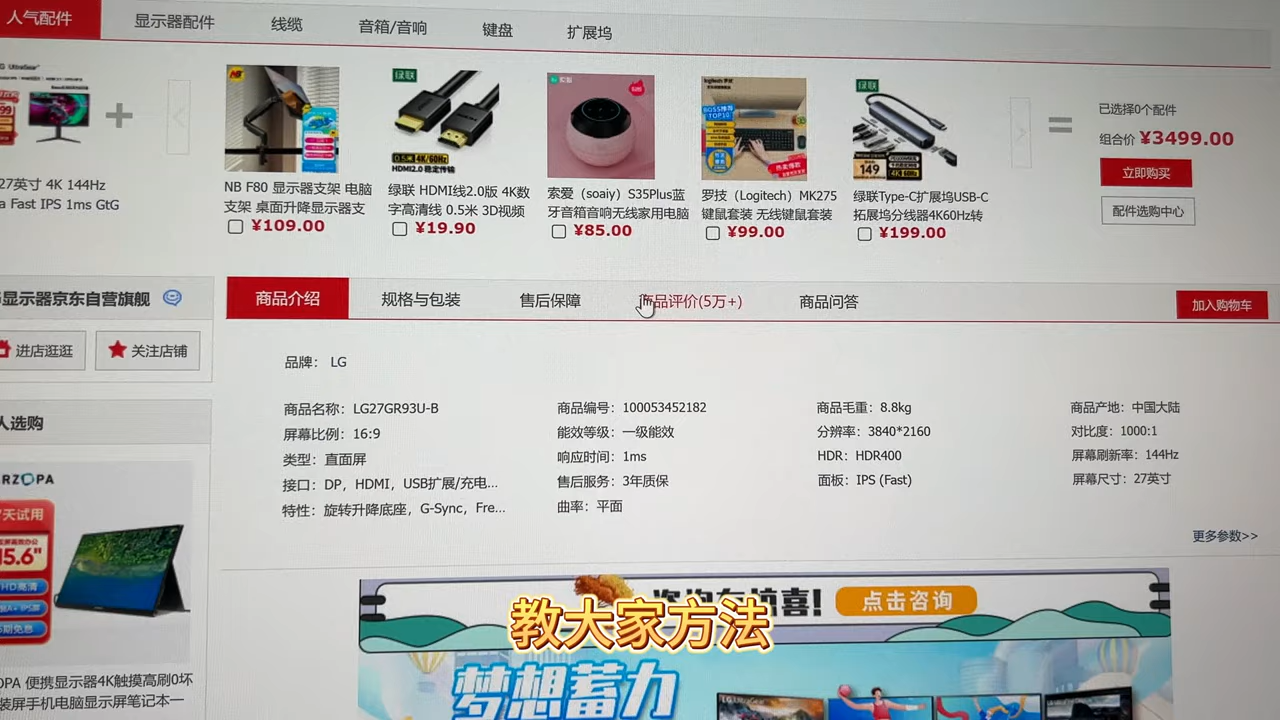 人气配件
显示器配件
线缆
音箱/音响
键盘
扩展坞
27英寸 4K 144Hz
a Fast IPS 1ms GtG
NB F80 显示器支架 电脑
支架 桌面升降显示器支
¥109.00
绿联
0.5米 4K/60Hz
HDMI2.0 稳定传输
绿联 HDMI线2.0版 4K数
字高清线 0.5米 3D视频
¥19.90
索爱（soaiy）S35Plus蓝
牙音箱音响无线家用电脑
¥85.00
罗技（Logitech）MK275
键鼠套装 无线键鼠套装
¥99.00
绿联
149
4K 60Hz
绿联Type-C扩展坞USB-C
拓展坞分线器4K60Hz转
¥199.00
已选择0个配件
组合价 ¥3499.00
立即购买
配件选购中心
显示器京东自营旗舰
进店逛逛
关注店铺
人选购
商品介绍
规格与包装
售后保障
商品评价(5万+)
商品问答
加入购物车
品牌： LG
商品名称：LG27GR93U-B
商品编号：100053452182
商品毛重：8.8kg
商品产地：中国大陆
屏幕比例：16:9
能效等级：一级能效
分辨率：3840*2160
对比度：1000:1
类型：直面屏
响应时间：1ms
HDR：HDR400
屏幕刷新率：144Hz
接口：DP，HDMI，USB扩展/充电...
售后服务：3年质保
面板：IPS (Fast)
屏幕尺寸：27英寸
特性：旋转升降底座，G-Sync，Fre...
曲率：平面
更多参数>>
RZOPA
天试用
15.6"
OPA 便携显示器4K触摸高刷0坏
装屏手机电脑显示屏笔记本一
点击咨询
教大家方法
梦想蓄力